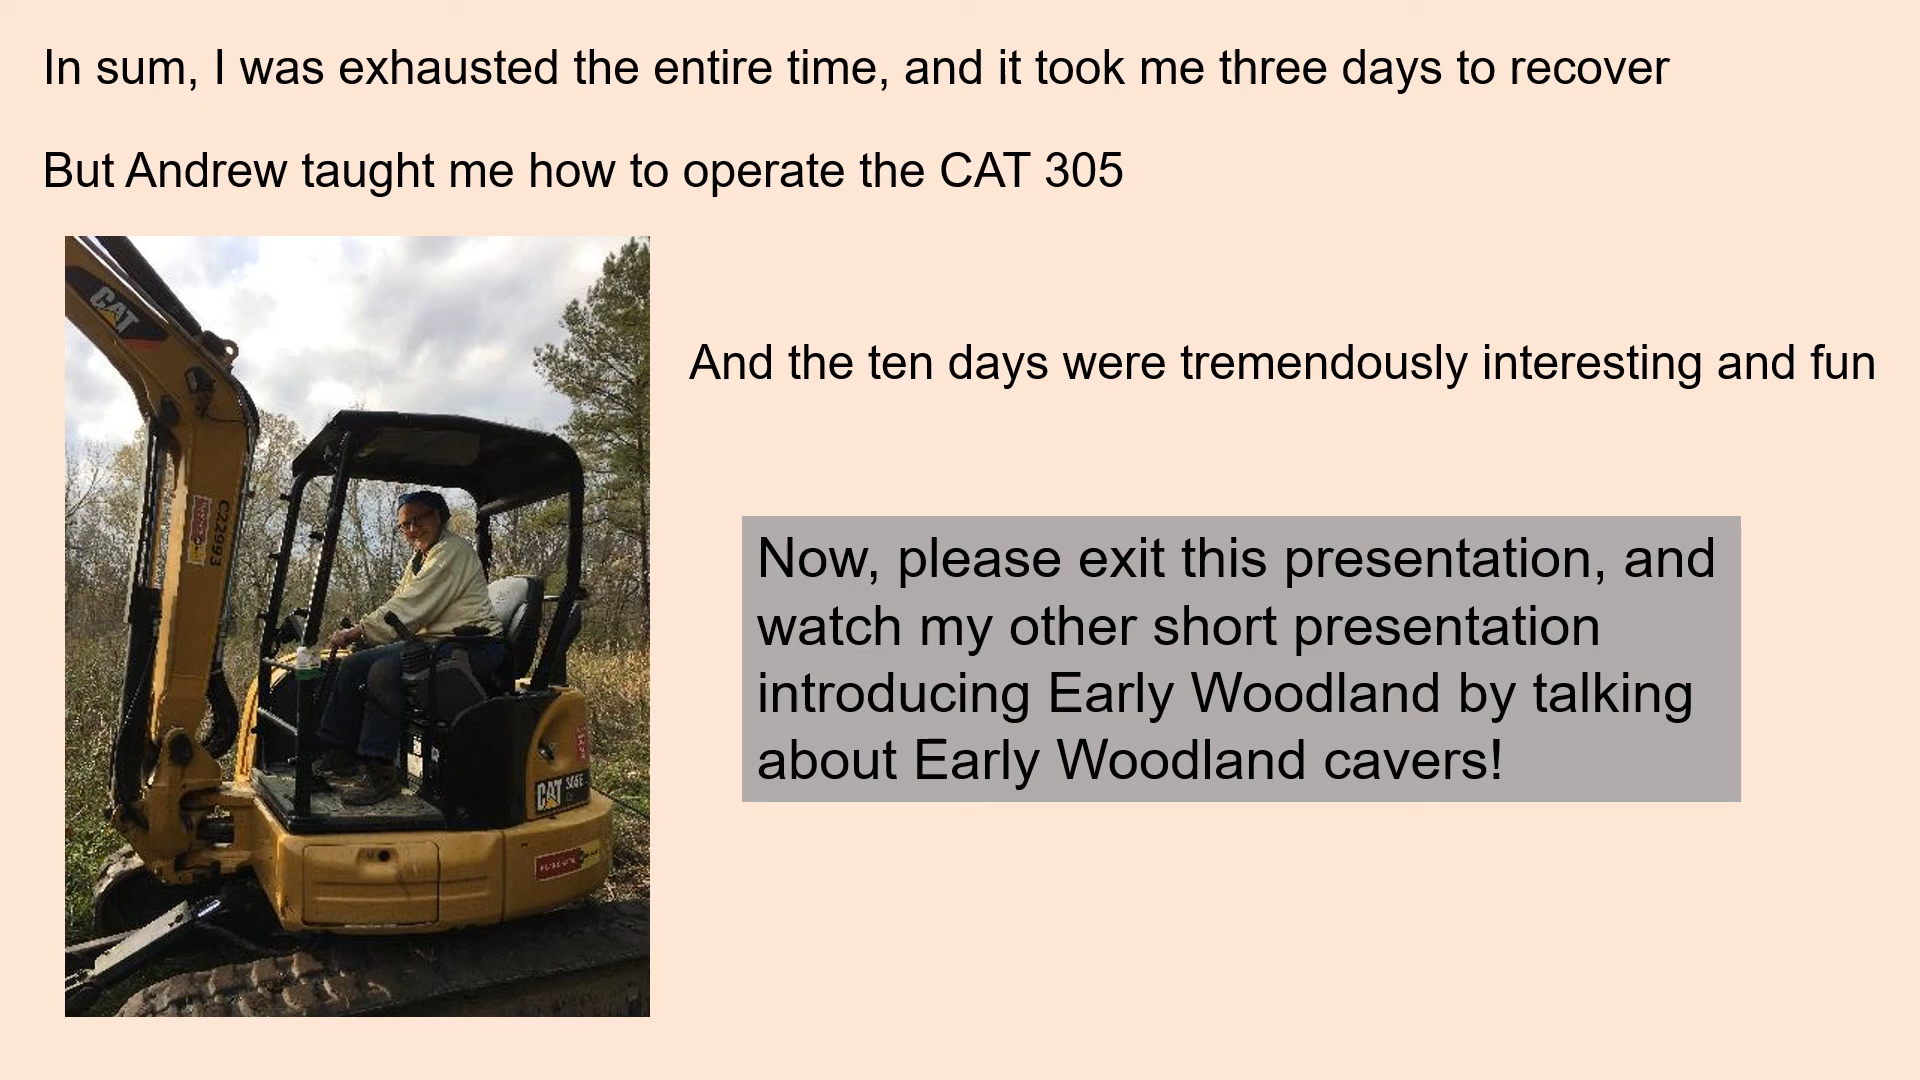 In sum, I was exhausted the entire time, and it took me three days to recover
But Andrew taught me how to operate the CAT 305
CAT
C22993
And the ten days were tremendously interesting and fun
Now, please exit this presentation, and
watch my other short presentation
introducing Early Woodland by talking
about Early Woodland cavers!
CAT